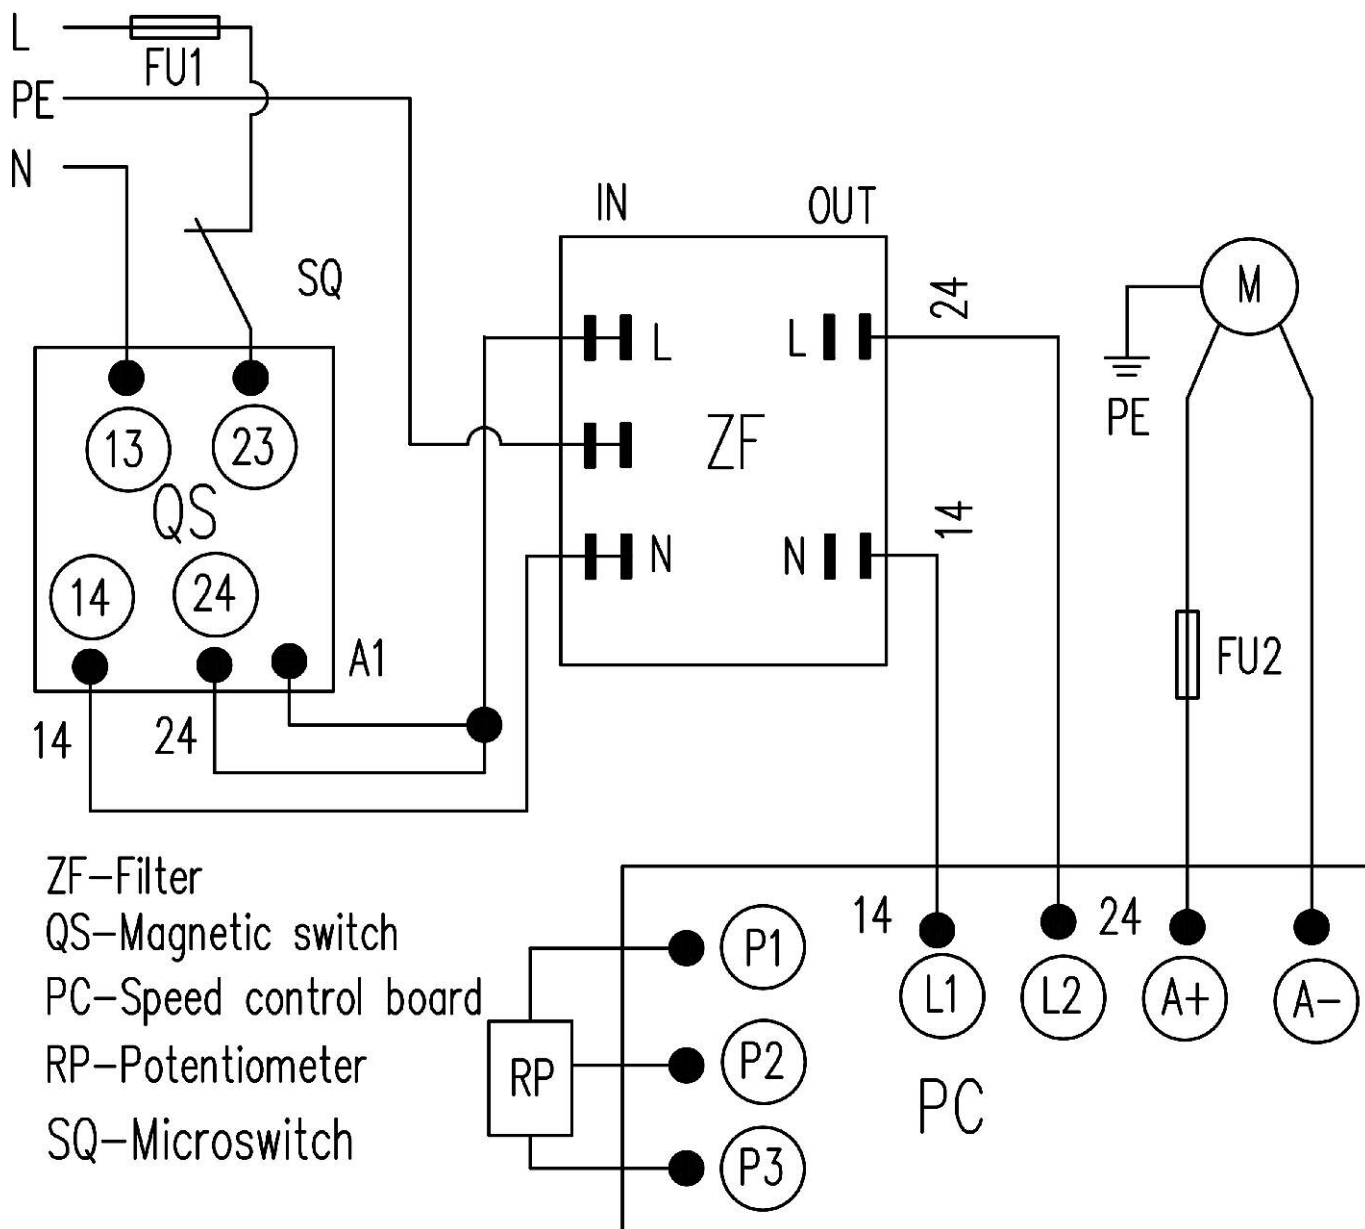 L
FU1
PE
N
IN
OUT
SQ
L
L
24
M
PE
13
23
QS
ZF
14
24
N
N
14
A1
FU2
14
24
ZF-Filter
QS-Magnetic switch
PC-Speed control board
RP-Potentiometer
SQ-Microswitch
14
24
P1
L1
L2
A+
A-
RP
P2
PC
P3